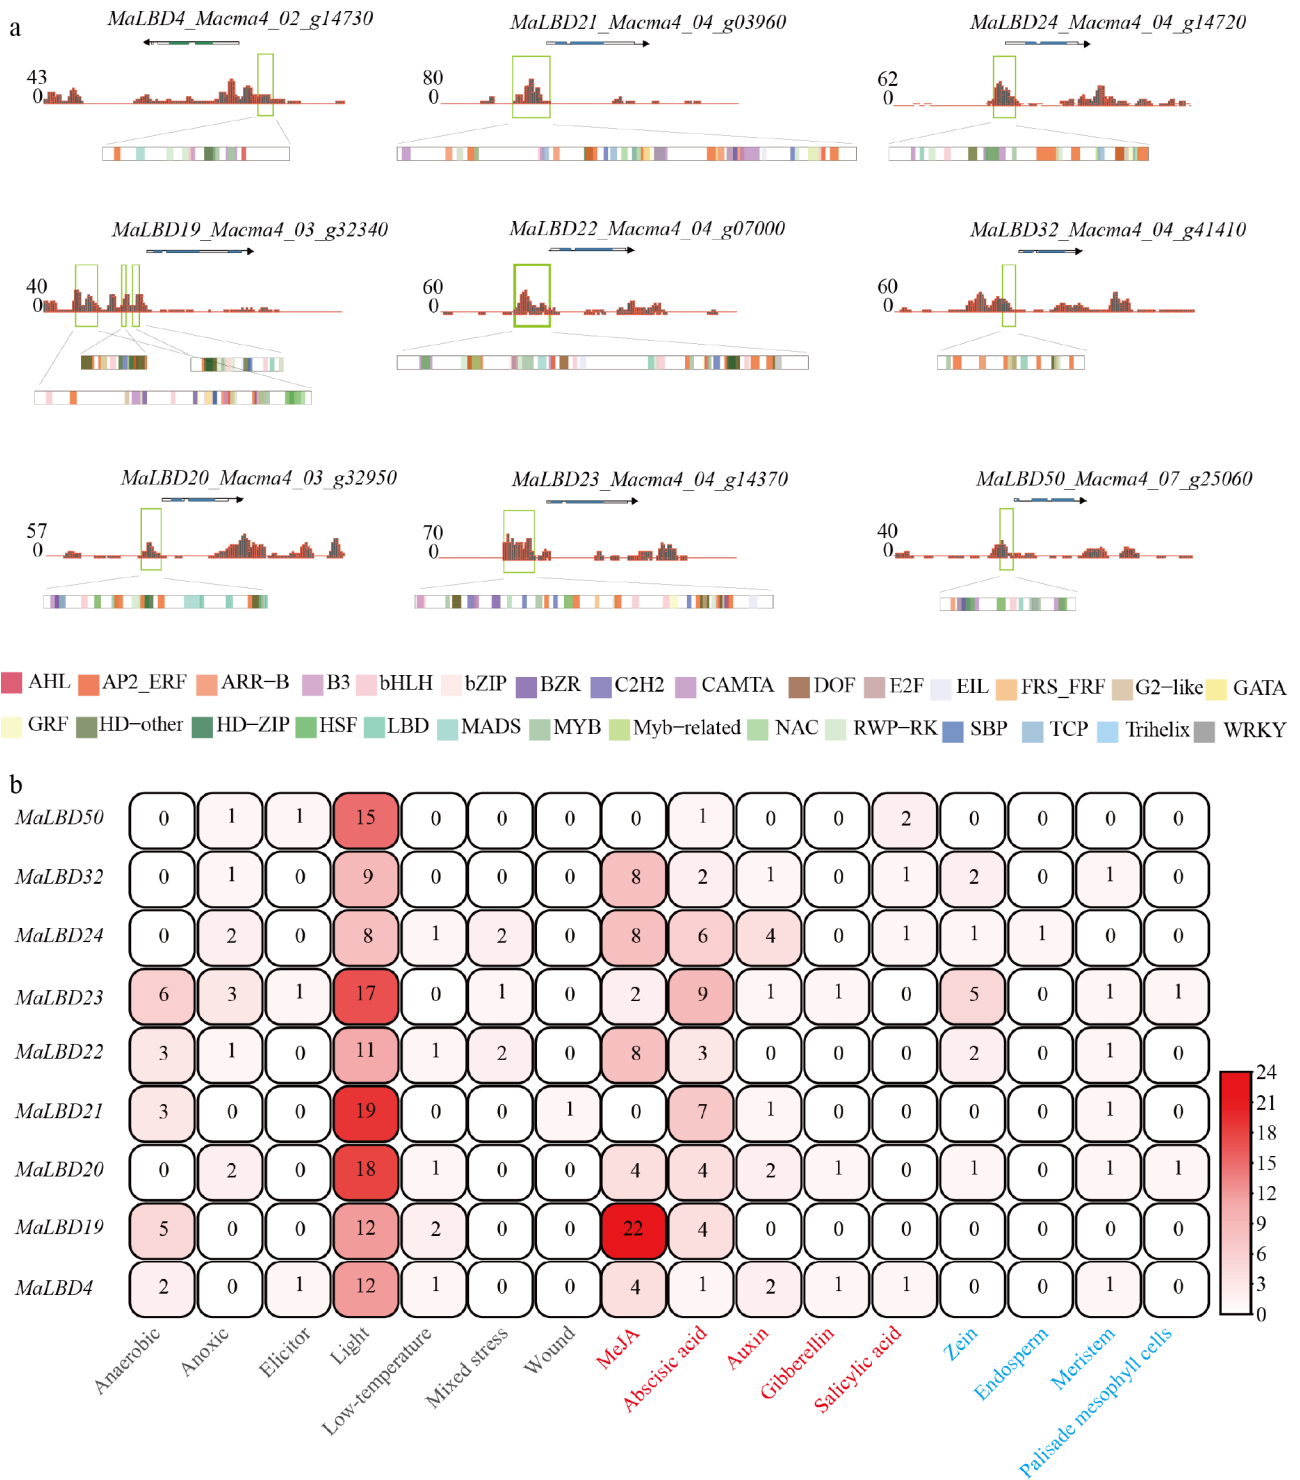 a
MaLBD4_Macma4_02_g14730
MaLBD21_Macma4_04_g03960
MaLBD24_Macma4_04_g14720
43
0
80
0
62
0
MaLBD19_Macma4_03_g32340
MaLBD22_Macma4_04_g07000
MaLBD32_Macma4_04_g41410
40
0
60
0
60
0
MaLBD20_Macma4_03_g32950
MaLBD23_Macma4_04_g14370
MaLBD50_Macma4_07_g25060
57
0
70
0
40
0
AHL AP2_ERF ARR−B B3 bHLH bZIP BZR C2H2 CAMTA DOF E2F EIL FRS_FRF G2−like GATA
GRF HD−other HD−ZIP HSF LBD MADS MYB Myb−related NAC RWP−RK SBP TCP Trihelix WRKY
b
MaLBD50 0 1 1 15 0 0 0 0 1 0 0 2 0 0 0 0
MaLBD32 0 1 0 9 0 0 0 8 2 1 0 1 2 0 1 0
MaLBD24 0 2 0 8 1 2 0 8 6 4 0 1 1 1 0 0
MaLBD23 6 3 1 17 0 1 0 2 9 1 1 0 5 0 1 1
MaLBD22 3 1 0 11 1 2 0 8 3 0 0 0 2 0 1 0
MaLBD21 3 0 0 19 0 0 1 0 7 1 0 0 0 0 1 0
MaLBD20 0 2 0 18 1 0 0 4 4 2 1 0 1 0 1 1
MaLBD19 5 0 0 12 2 0 0 22 4 0 0 0 0 0 0 0
MaLBD4 2 0 1 12 1 0 0 4 1 2 1 1 0 0 1 0
24
21
18
15
12
9
6
3
0
Anaerobic
Anoxic
Elicitor
Light
Low-temperature
Mixed stress
Wound
MeJA
Abscisic acid
Auxin
Gibberellin
Salicylic acid
Zein
Endosperm
Meristem
Palisade mesophyll cells